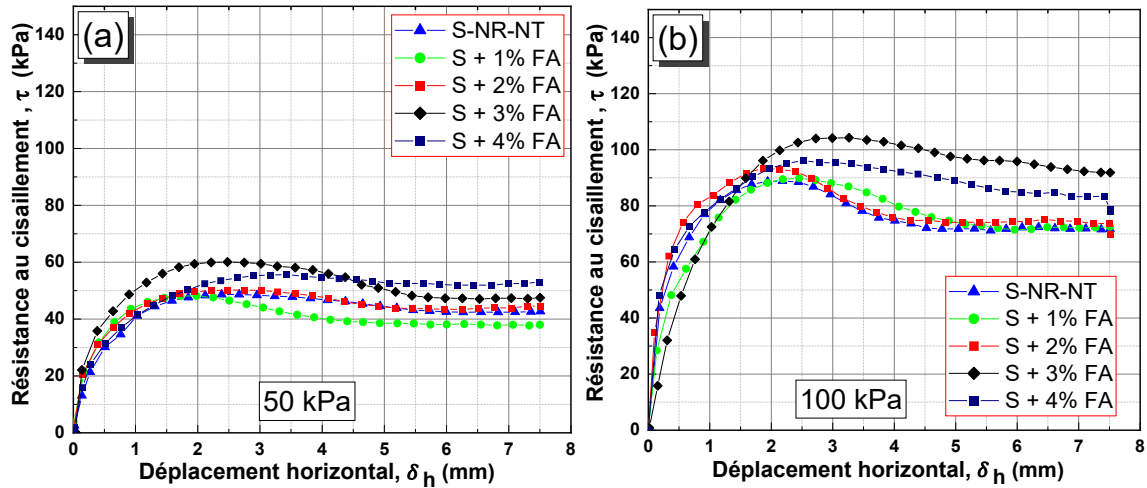 (a)
Résistance au cisaillement , τ (kPa)
140
120
100
80
60
40
20
0
S-NR-NT
S + 1% FA
S + 2% FA
S + 3% FA
S + 4% FA
50 kPa
0 1 2 3 4 5 6 7 8
Déplacement horizontal, δh (mm)
(b)
Résistance au cisaillement , τ (kPa)
140
120
100
80
60
40
20
0
S-NR-NT
S + 1% FA
S + 2% FA
S + 3% FA
S + 4% FA
100 kPa
0 1 2 3 4 5 6 7 8
Déplacement horizontal, δh (mm)